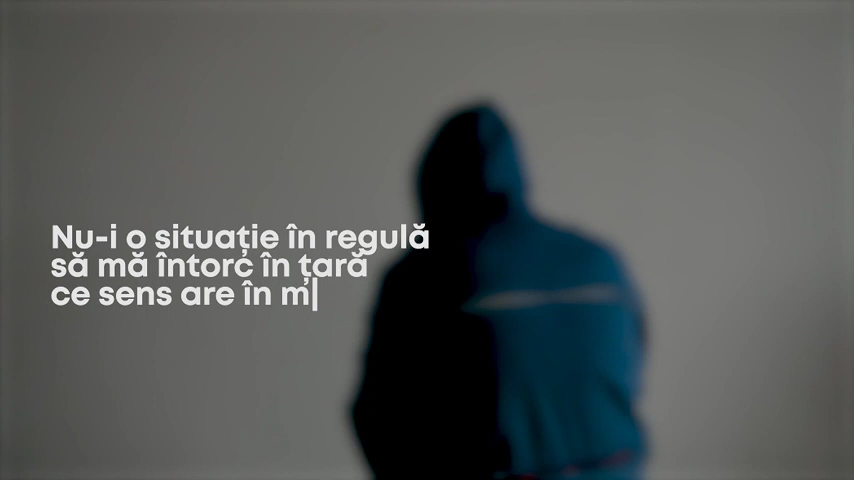 Nu-i o situație în regulă
să mă întorc în țară
ce sens are în m|